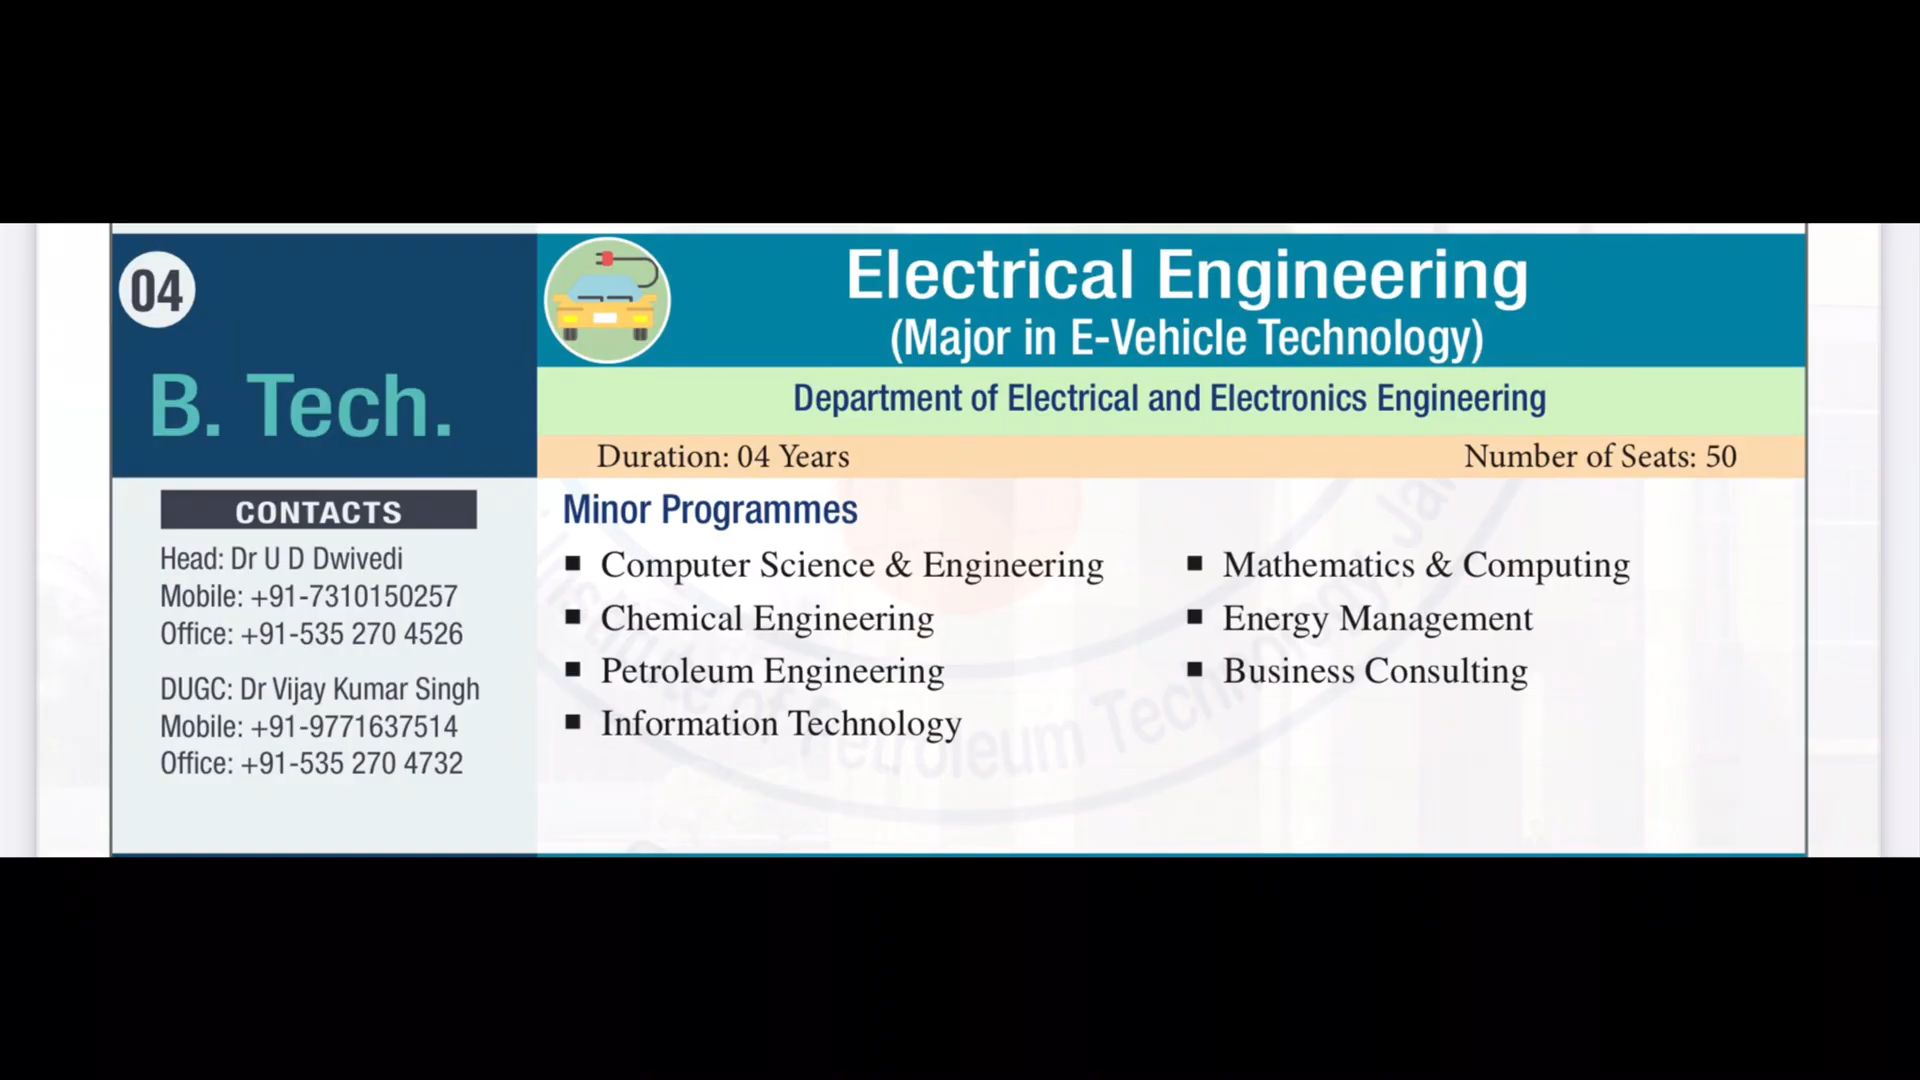 04
B. Tech.
Electrical Engineering
(Major in E-Vehicle Technology)
Department of Electrical and Electronics Engineering
Duration: 04 Years
Number of Seats: 50
CONTACTS
Head: Dr U D Dwivedi
Mobile: +91-7310150257
Office: +91-535 270 4526
DUGC: Dr Vijay Kumar Singh
Mobile: +91-9771637514
Office: +91-535 270 4732
Minor Programmes
▪ Computer Science & Engineering
▪ Chemical Engineering
▪ Petroleum Engineering
▪ Information Technology
▪ Mathematics & Computing
▪ Energy Management
▪ Business Consulting
of Petroleum Technology